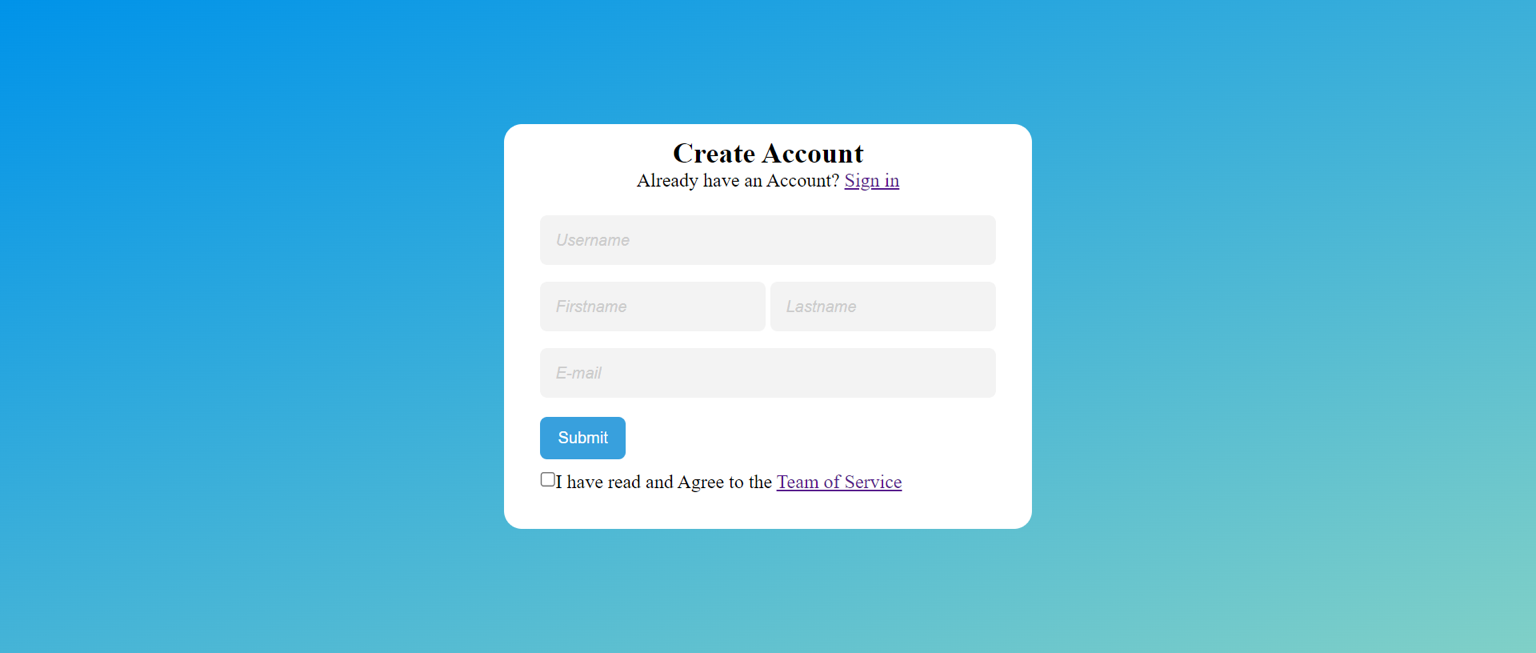 Create Account
Already have an Account? Sign in
Username
Firstname Lastname
E-mail
Submit
I have read and Agree to the Team of Service